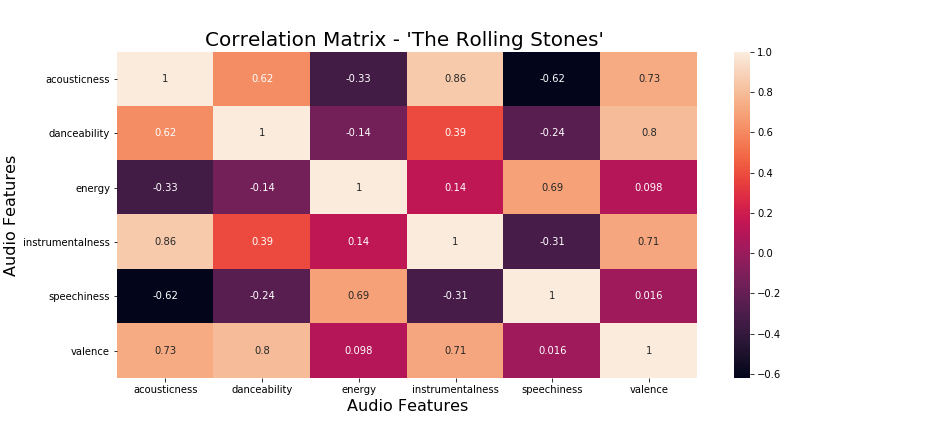 Correlation Matrix - 'The Rolling Stones'
Audio Features
acousticness 1 0.62 -0.33 0.86 -0.62 0.73
danceability 0.62 1 -0.14 0.39 -0.24 0.8
energy -0.33 -0.14 1 0.14 0.69 0.098
instrumentalness 0.86 0.39 0.14 1 -0.31 0.71
speechiness -0.62 -0.24 0.69 -0.31 1 0.016
valence 0.73 0.8 0.098 0.71 0.016 1
acousticness danceability energy instrumentalness speechiness valence
Audio Features
1.0
0.8
0.6
0.4
0.2
0.0
−0.2
−0.4
−0.6